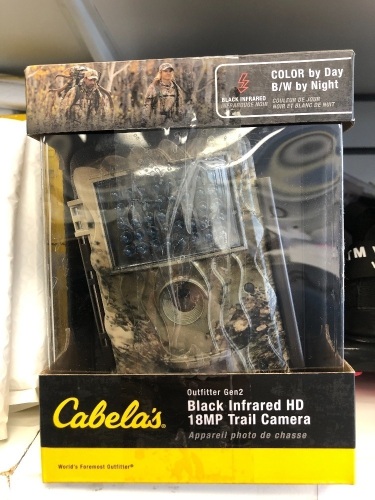 COLOR by Day
B/W by Night
BLACK INFRARED
INFRAROUGE NOIR
COULEUR DE JOUR
NOIR ET BLANC DE NUIT
Outfitter Gen2
Cabela's®
Black Infrared HD
18MP Trail Camera
Appareil photo de chasse
World's Foremost Outfitter®
TM